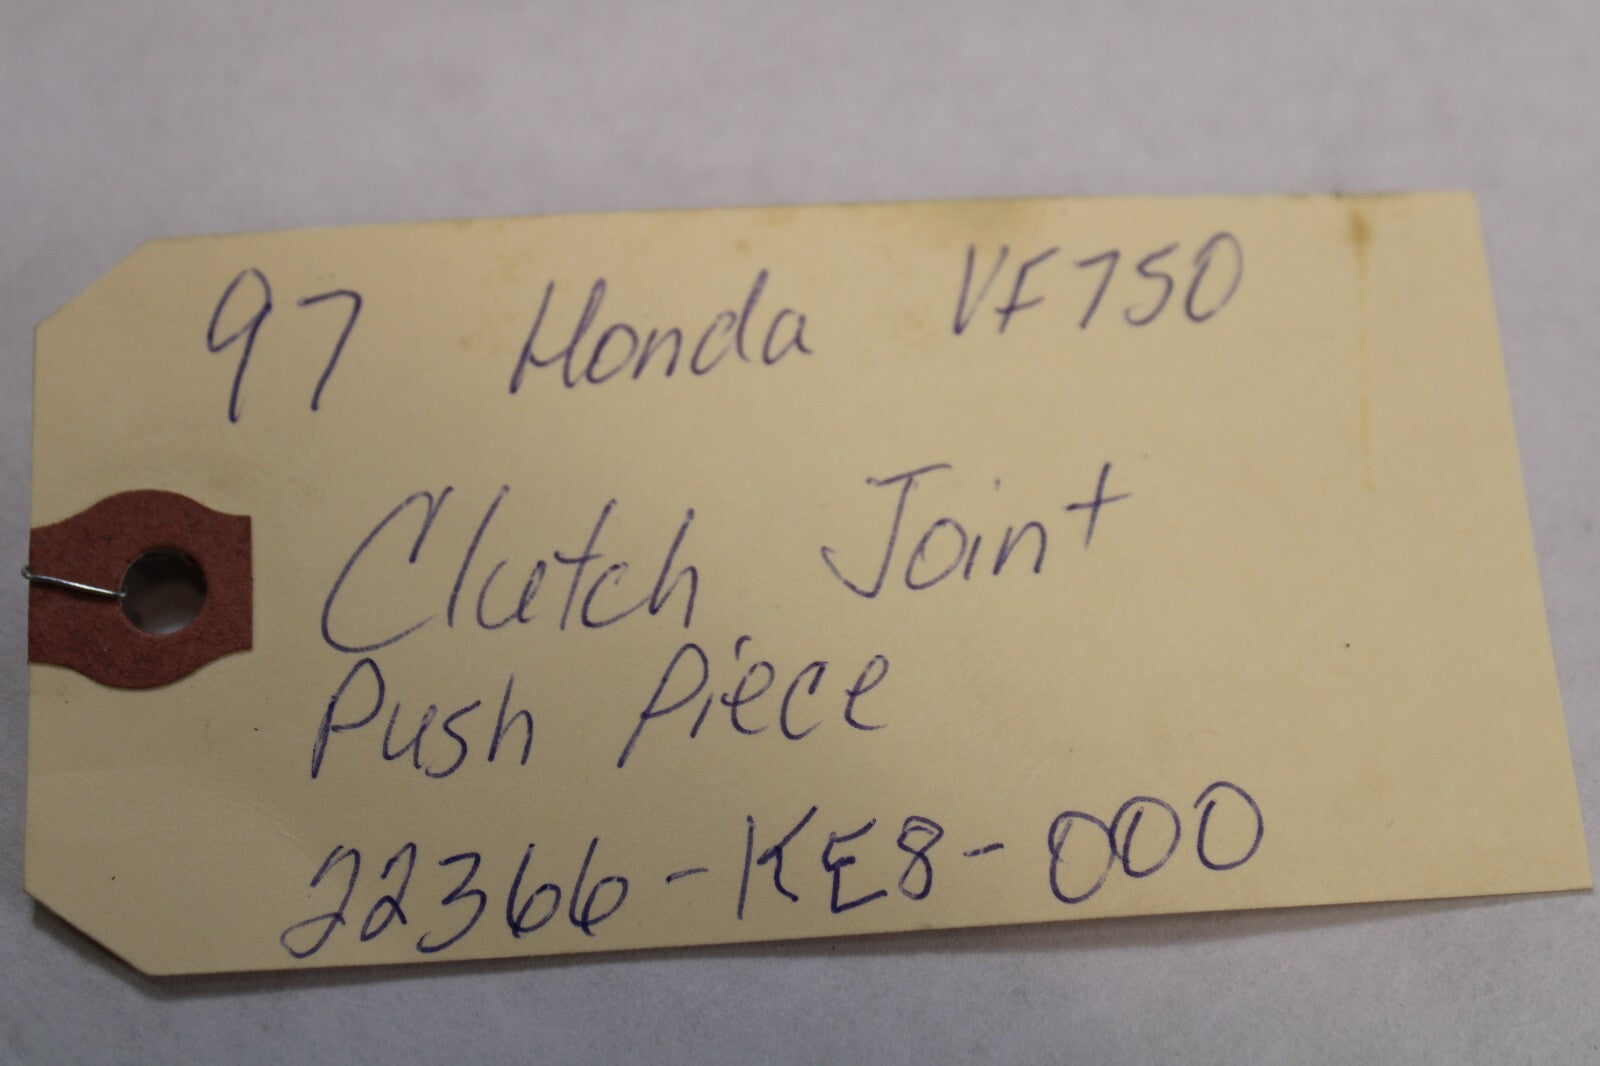 97 Honda VF750
Clutch Joint
Push Piece
22366-KE8-000